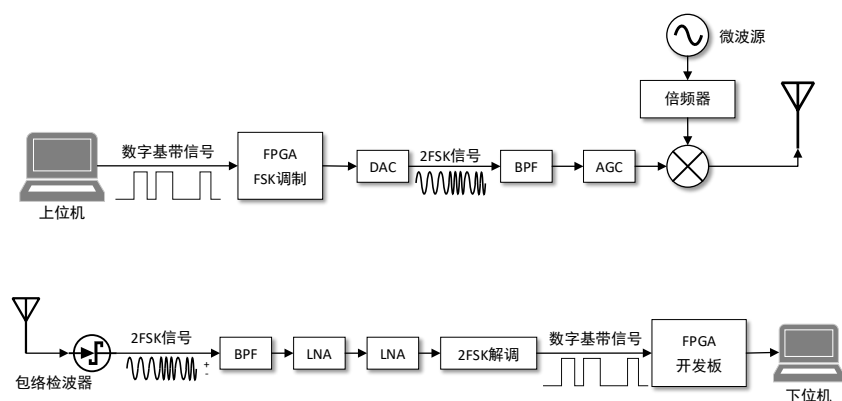 微波源
倍频器
数字基带信号
FPGA
FSK调制
DAC
2FSK信号
BPF
AGC
上位机
2FSK信号
+
-
BPF
LNA
LNA
2FSK解调
数字基带信号
FPGA
开发板
包络检波器
下位机